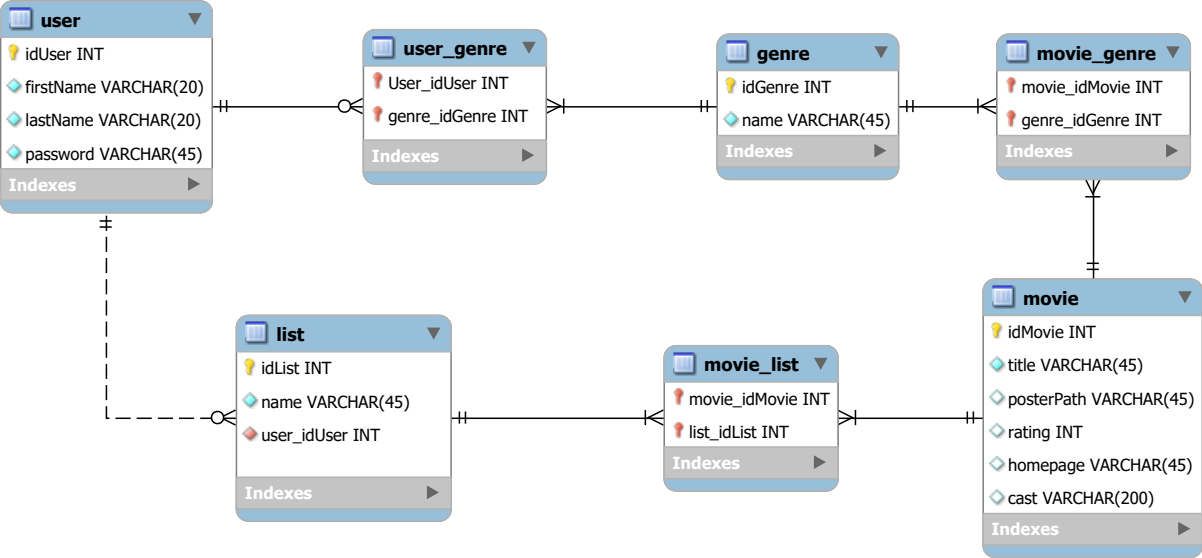 user
idUser INT
firstName VARCHAR(20)
lastName VARCHAR(20)
password VARCHAR(45)
Indexes
user_genre
User_idUser INT
genre_idGenre INT
Indexes
genre
idGenre INT
name VARCHAR(45)
Indexes
movie_genre
movie_idMovie INT
genre_idGenre INT
Indexes
list
idList INT
name VARCHAR(45)
user_idUser INT
Indexes
movie_list
movie_idMovie INT
list_idList INT
Indexes
movie
idMovie INT
title VARCHAR(45)
posterPath VARCHAR(45)
rating INT
homepage VARCHAR(45)
cast VARCHAR(200)
Indexes